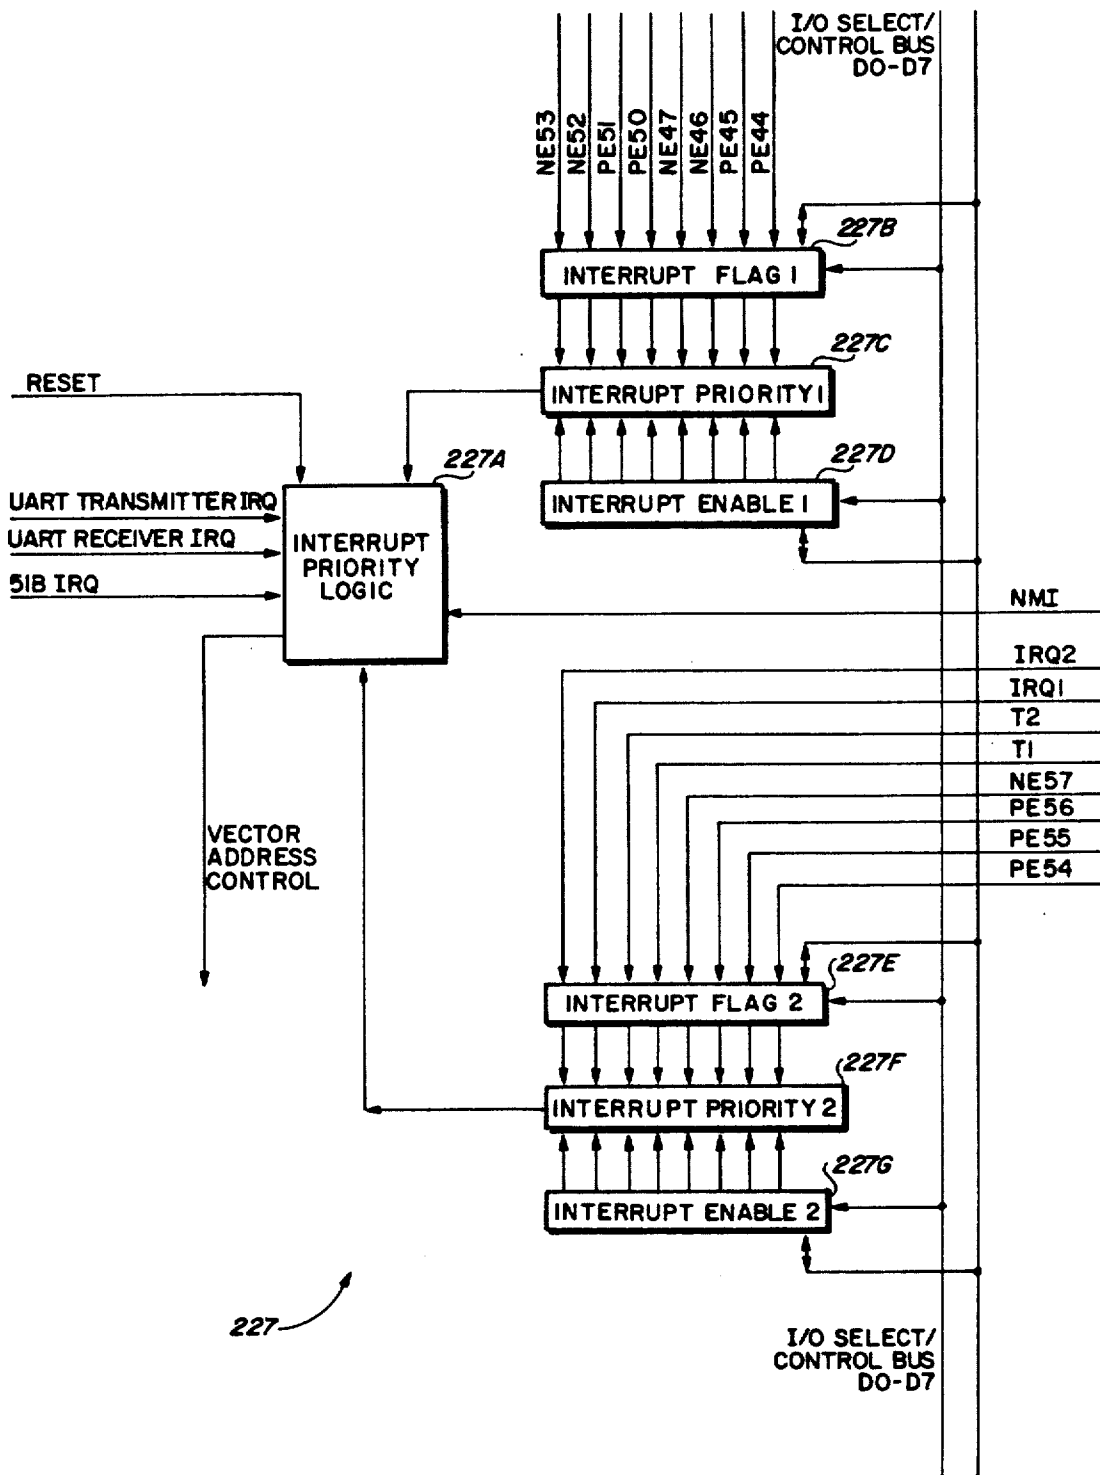 I/O SELECT/
CONTROL BUS
DO-D7
NE53
NE52
PE51
PE50
NE47
NE46
PE45
PE44
227B
INTERRUPT FLAG 1
227C
INTERRUPT PRIORITY 1
RESET
227A
227D
INTERRUPT ENABLE 1
UART TRANSMITTER IRQ
UART RECEIVER IRQ
51B IRQ
INTERRUPT
PRIORITY
LOGIC
NMI
IRQ2
IRQ1
T2
T1
NE57
PE56
PE55
PE54
VECTOR
ADDRESS
CONTROL
227E
INTERRUPT FLAG 2
227F
INTERRUPT PRIORITY 2
227G
INTERRUPT ENABLE 2
227
I/O SELECT/
CONTROL BUS
DO-D7